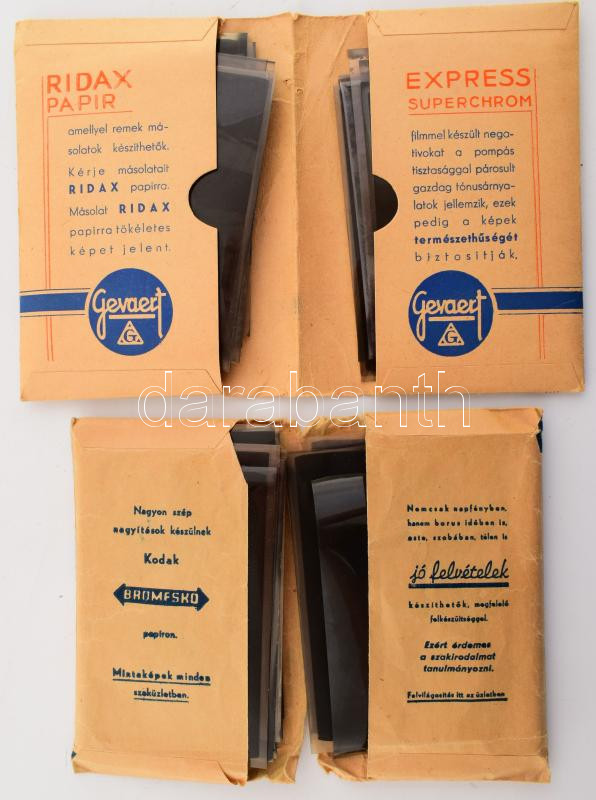 RIDAX
PAPIR
amellyel remek má-
solatok készíthetők.
Kérje másolatait
RIDAX papirra.
Másolat RIDAX
papirra tökéletes
képet jelent.
Gevaert
G.
EXPRESS
SUPERCHROM
filmmel készült nega-
tivokat a pompás
tisztasággal párosult
gazdag tónusárnya-
latok jellemzik, ezek
pedig a képek
természethűségét
biztositják.
Gevaert
G.
darabanth
Nagyon szép
nagyítások készülnek
Kodak
BROMESKO
papiron.
Mintaképek minden
szaküzletben.
Nemcsak napfényben,
hanem borus időben is,
este, szobában, télen is
jó felvételek
készíthetők, megfelelő
felkészültséggel.
Ezért érdemes
a szakirodalmat
tanulmányozni.
Felvilágosítás itt az üzletben